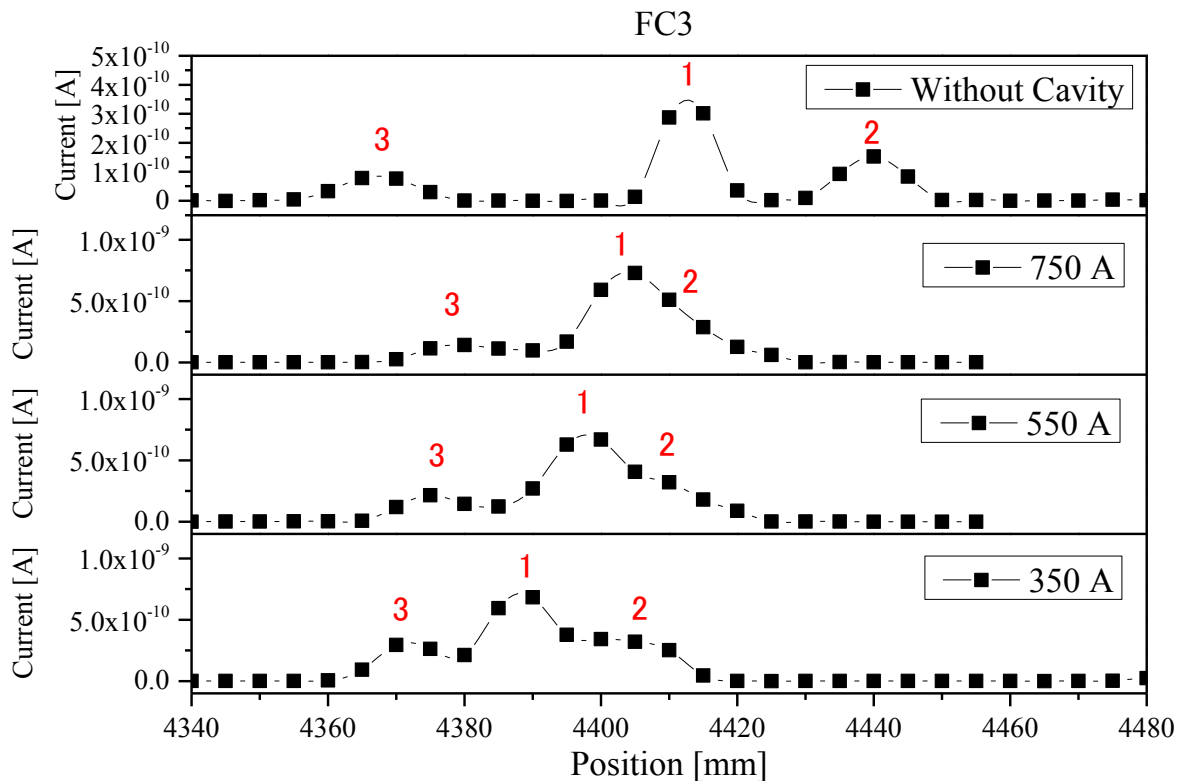 FC3
Current [A]
5x10⁻¹⁰
4x10⁻¹⁰
3x10⁻¹⁰
2x10⁻¹⁰
1x10⁻¹⁰
0
3
1
2
Without Cavity
Current [A]
1.0x10⁻⁹
5.0x10⁻¹⁰
0.0
3
1
2
750 A
Current [A]
1.0x10⁻⁹
5.0x10⁻¹⁰
0.0
3
1
2
550 A
Current [A]
1.0x10⁻⁹
5.0x10⁻¹⁰
0.0
3
1
2
350 A
4340 4360 4380 4400 4420 4440 4460 4480
Position [mm]